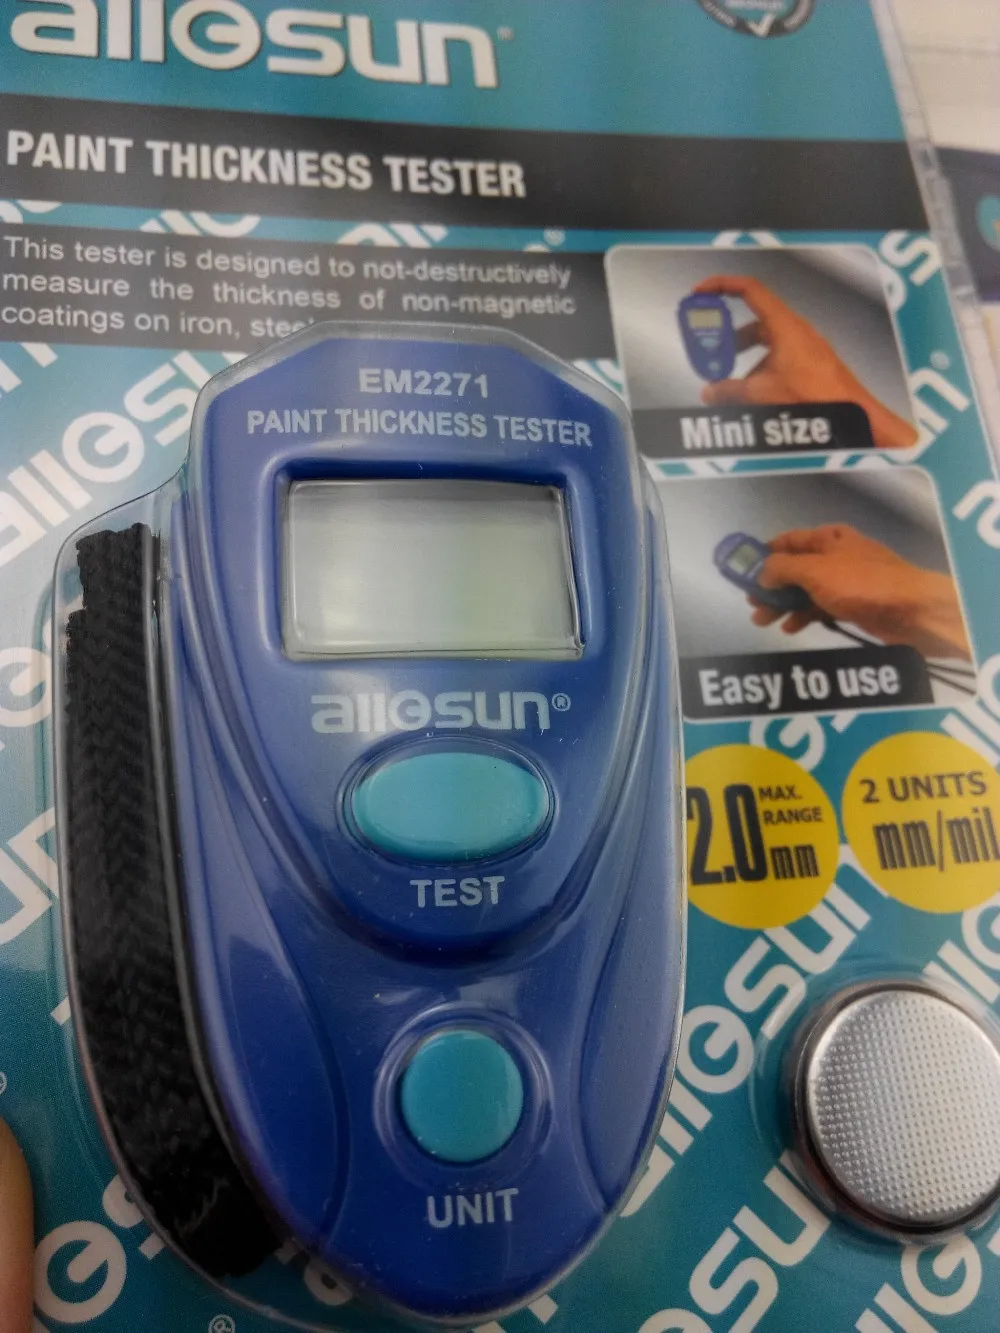 allosun®
PAINT THICKNESS TESTER
This tester is designed to not-destructively
measure the thickness of non-magnetic
coatings on iron,
EM2271
PAINT THICKNESS TESTER
Mini size
Easy to use
allosun®
2.0 MAX. RANGE mm
2 UNITS
mm/mil
TEST
UNIT